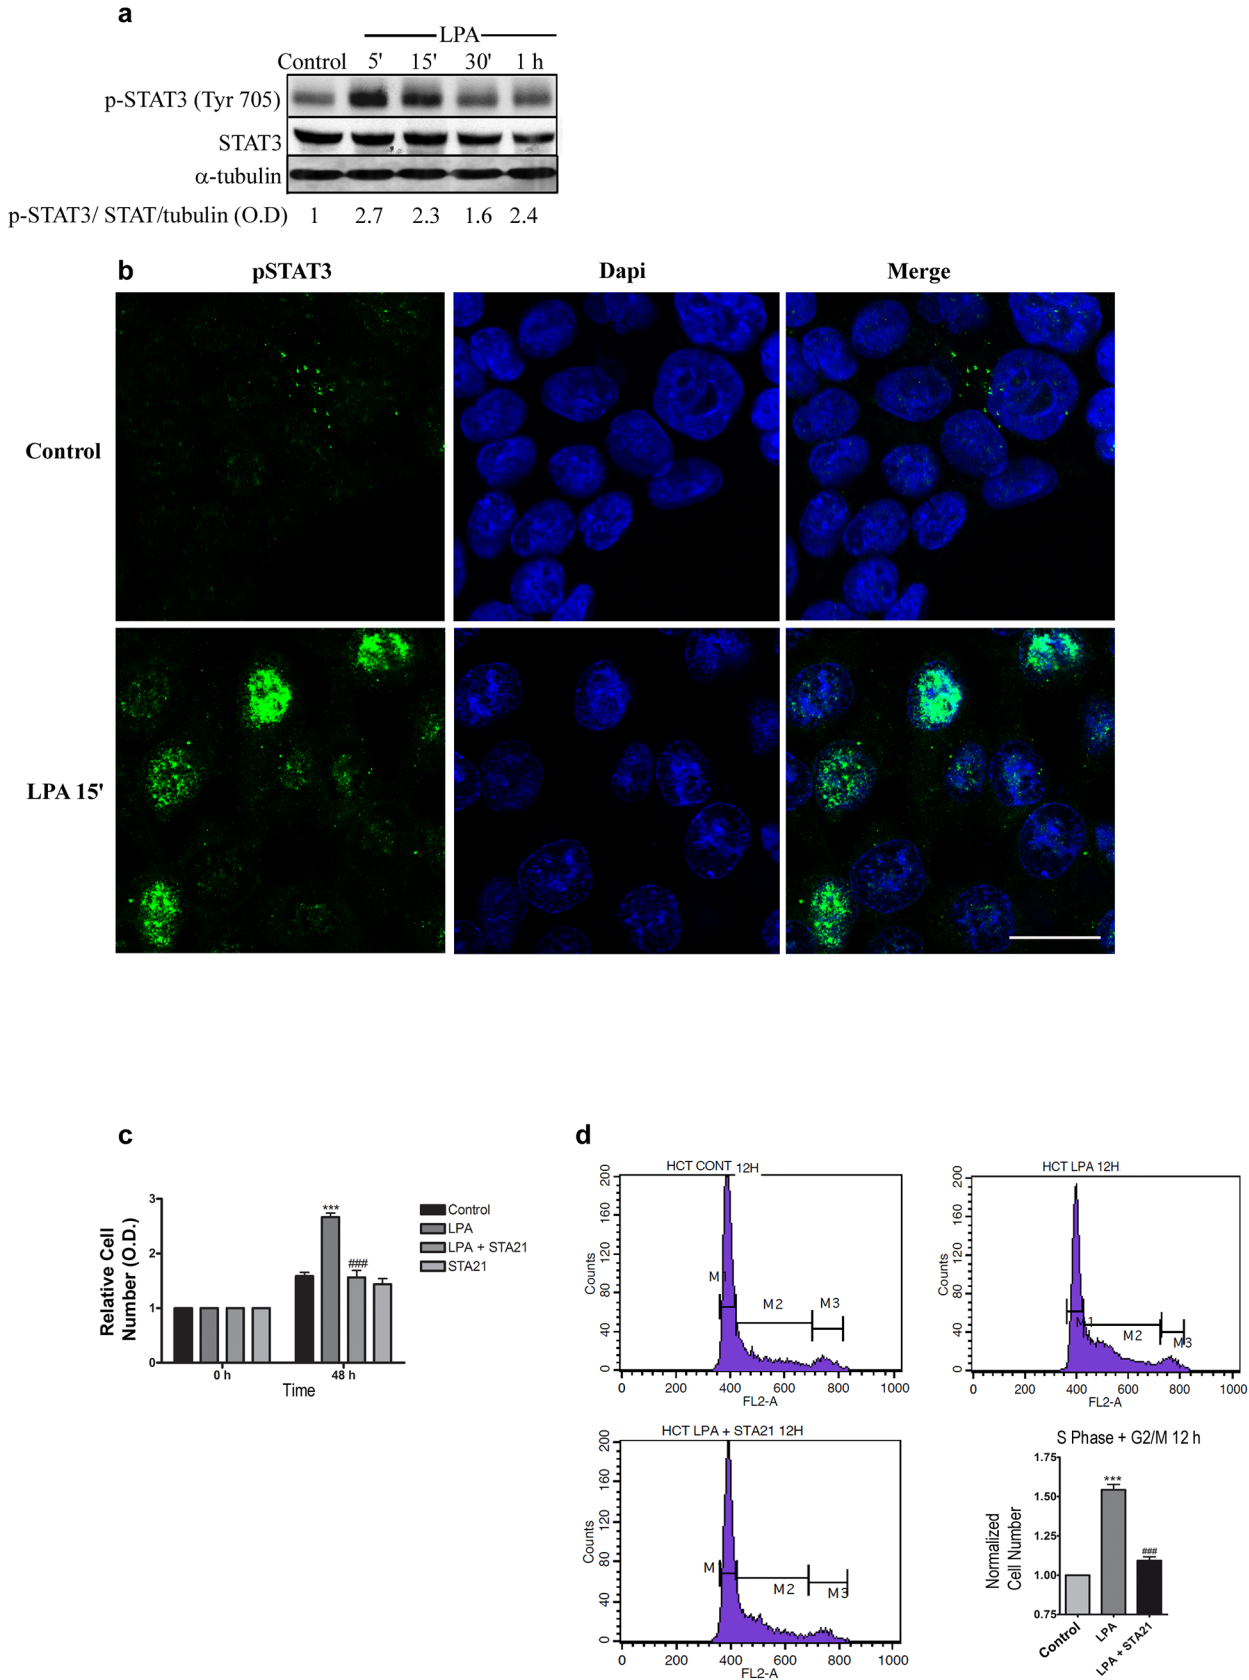 a
LPA
Control 5' 15' 30' 1 h
p-STAT3 (Tyr 705)
STAT3
α-tubulin
p-STAT3/ STAT/tubulin (O.D) 1 2.7 2.3 1.6 2.4
b
pSTAT3 Dapi Merge
Control
LPA 15'
c
Relative Cell
Number (O.D.)
3
2
1
0
***
###
0 h 48 h
Time
Control
LPA
LPA + STA21
STA21
d
HCT CONT 12H
Counts
200
160
120
80
40
0
M
M2
M3
0 200 400 600 800 1000
FL2-A
HCT LPA 12H
Counts
200
160
120
80
40
0
M1
M2
M3
0 200 400 600 800 1000
FL2-A
HCT LPA + STA21 12H
Counts
200
160
120
80
40
0
M
M2
M3
0 200 400 600 800 1000
FL2-A
S Phase + G2/M 12 h
Normalized
Cell Number
1.75
1.50
1.25
1.00
0.75
***
###
Control
LPA
LPA + STA21